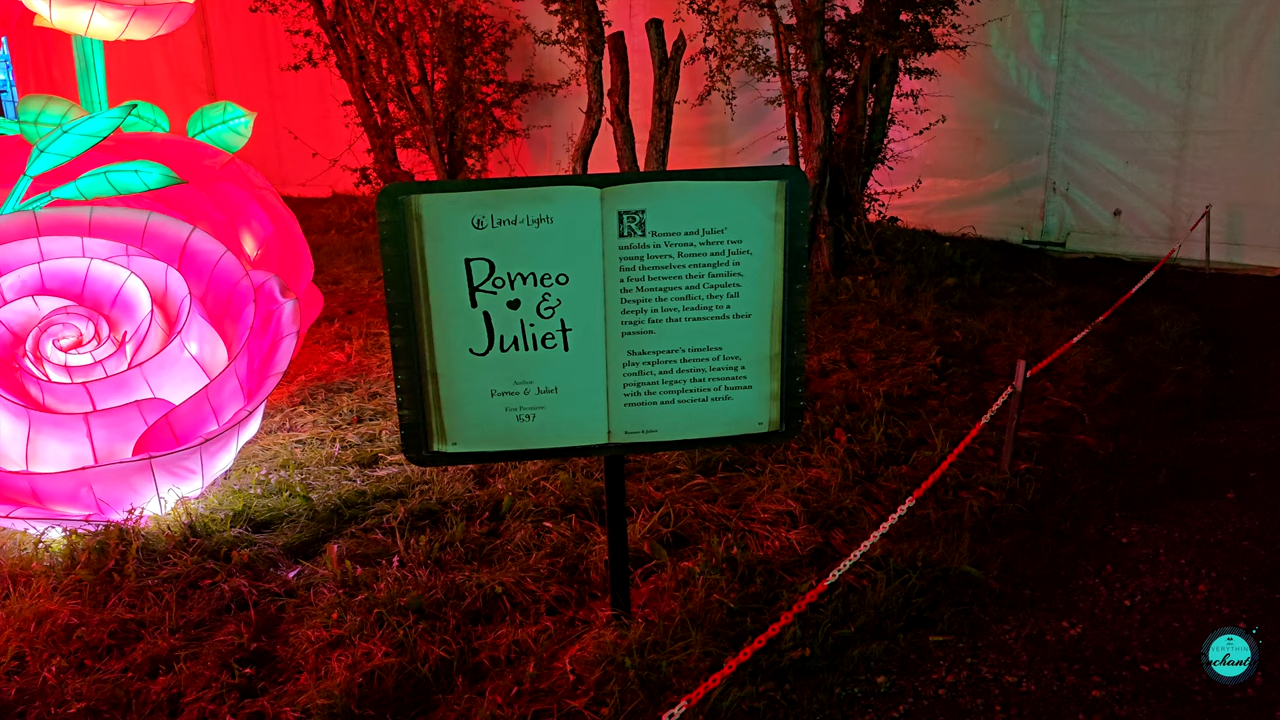 Land of Lights
Romeo
&
Juliet
Author:
Romeo & Juliet
First Premiere:
1597
R 'Romeo and Juliet'
unfolds in Verona, where two
young lovers, Romeo and Juliet,
find themselves entangled in
a feud between their families,
the Montagues and Capulets.
Despite the conflict, they fall
deeply in love, leading to a
tragic fate that transcends their
passion.
Shakespeare's timeless
play explores themes of love,
conflict, and destiny, leaving a
poignant legacy that resonates
with the complexities of human
emotion and societal strife.
Romeo & Juliet